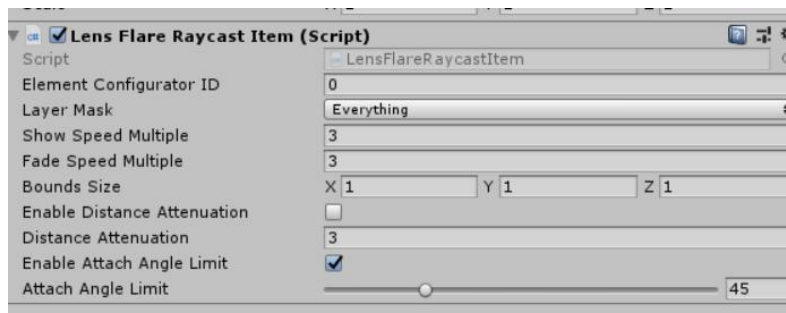 Lens Flare Raycast Item (Script)
Script LensFlareRaycastItem
Element Configurator ID 0
Layer Mask Everything
Show Speed Multiple 3
Fade Speed Multiple 3
Bounds Size X 1 Y 1 Z 1
Enable Distance Attenuation
Distance Attenuation 3
Enable Attach Angle Limit
Attach Angle Limit 45